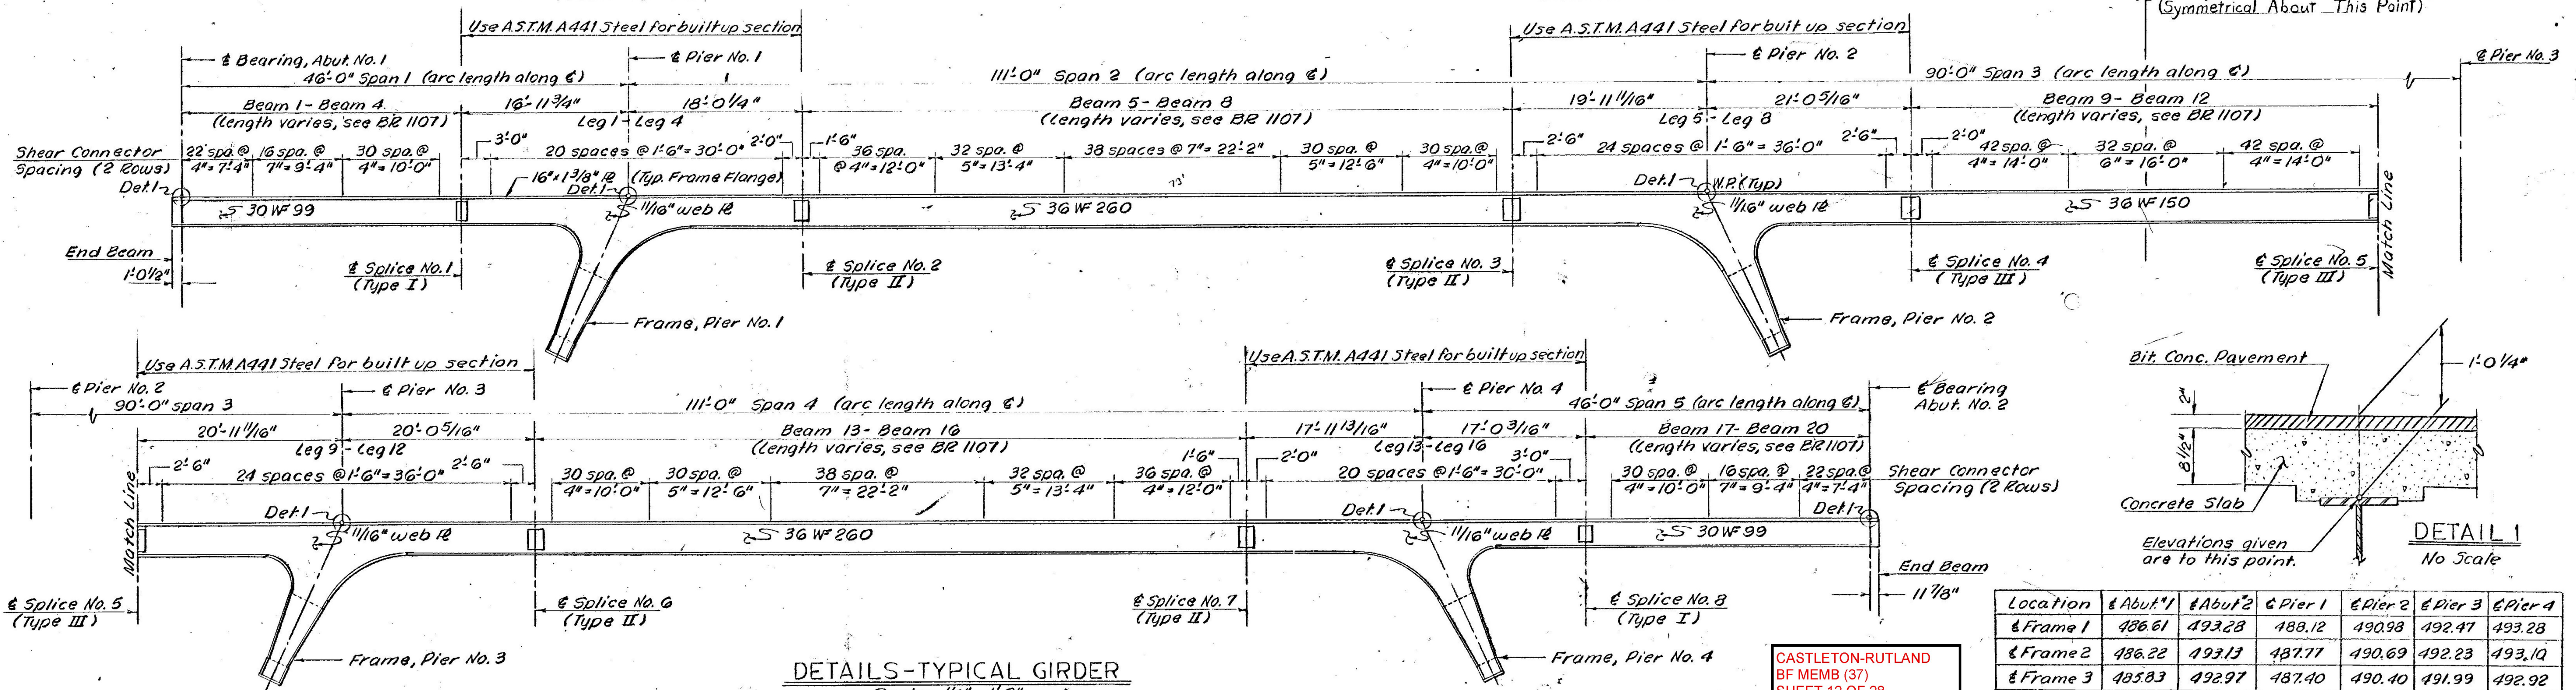 (Symmetrical About This Point)
Use A.S.T.M. A441 Steel for built up section
Use A.S.T.M. A441 Steel for built up section
℄ Bearing, Abut. No. 1
℄ Pier No. 1
℄ Pier No. 2
℄ Pier No. 3
46'-0" Span 1 (arc length along ℄)
111'-0" Span 2 (arc length along ℄)
90'-0" Span 3 (arc length along ℄)
Beam 1 - Beam 4
(Length varies, see BR 1107)
16'-11 3/4"
18'-0 1/4"
Leg 1 - Leg 4
Beam 5 - Beam 8
(Length varies, see BR 1107)
19'-11 11/16"
21'-0 5/16"
Leg 5 - Leg 8
Beam 9 - Beam 12
(Length varies, see BR 1107)
Shear Connector
Spacing (2 Rows)
22 spa. @
4" = 7'-4"
16 spa. @
7" = 9'-4"
30 spa. @
4" = 10'-0"
3'-0"
20 spaces @ 1'-6" = 30'-0"
2'-0"
1'-6"
36 spa.
@ 4" = 12'-0"
32 spa. @
5" = 13'-4"
38 spaces @ 7" = 22'-2"
30 spa. @
5" = 12'-6"
30 spa. @
4" = 10'-0"
2'-6"
24 spaces @ 1'-6" = 36'-0"
2'-6"
2'-0"
42 spa. @
4" = 14'-0"
32 spa. @
6" = 16'-0"
42 spa. @
4" = 14'-0"
Det. 1
16" x 1 3/8" ℞ (Typ. Frame Flange)
Det. 1
73'
Det. 1
W.P. (Typ)
30 WF 99
11/16" web ℞
36 WF 260
11/16" web ℞
36 WF 150
Match Line
End Beam
1'-0 1/2"
℄ Splice No. 1
(Type I)
℄ Splice No. 2
(Type II)
℄ Splice No. 3
(Type II)
℄ Splice No. 4
(Type III)
℄ Splice No. 5
(Type III)
Frame, Pier No. 1
Frame, Pier No. 2
Use A.S.T.M. A441 Steel for built up section
Use A.S.T.M. A441 Steel for built up section
℄ Pier No. 2
℄ Pier No. 3
℄ Pier No. 4
℄ Bearing
Abut. No. 2
90'-0" span 3
111'-0" Span 4 (arc length along ℄)
46'-0" Span 5 (arc length along ℄)
20'-11 11/16"
20'-0 5/16"
Leg 9 - Leg 12
Beam 13 - Beam 16
(Length varies, see BR 1107)
17'-11 13/16"
17'-0 3/16"
Leg 13 - Leg 16
Beam 17 - Beam 20
(Length varies, see BR 1107)
2'-6"
24 spaces @ 1'-6" = 36'-0"
2'-6"
30 spa. @
4" = 10'-0"
30 spa. @
5" = 12'-6"
38 spa. @
7" = 22'-2"
32 spa. @
5" = 13'-4"
36 spa. @
4" = 12'-0"
1'-6"
2'-0"
20 spaces @ 1'-6" = 30'-0"
3'-0"
30 spa. @
4" = 10'-0"
16 spa. @
7" = 9'-4"
22 spa. @
4" = 7'-4"
Shear Connector
Spacing (2 Rows)
Match Line
Det. 1
Det. 1
Det. 1
11/16" web ℞
36 WF 260
11/16" web ℞
30 WF 99
End Beam
11 7/8"
℄ Splice No. 5
(Type III)
℄ Splice No. 6
(Type II)
℄ Splice No. 7
(Type II)
℄ Splice No. 8
(Type I)
Frame, Pier No. 3
Frame, Pier No. 4
DETAILS - TYPICAL GIRDER
Bit. Conc. Pavement
1'-0 1/4"
2"
8 1/2"
Concrete Slab
Elevations given
are to this point.
DETAIL 1
No Scale
CASTLETON-RUTLAND
BF MEMB (37)
SHEET 12 OF 28
Location ℄ Abut. #1 ℄ Abut #2 ℄ Pier 1 ℄ Pier 2 ℄ Pier 3 ℄ Pier 4
℄ Frame 1 486.61 493.28 488.12 490.98 492.47 493.28
℄ Frame 2 486.22 493.13 487.77 490.69 492.23 493.10
℄ Frame 3 485.83 492.97 487.40 490.40 491.99 492.92